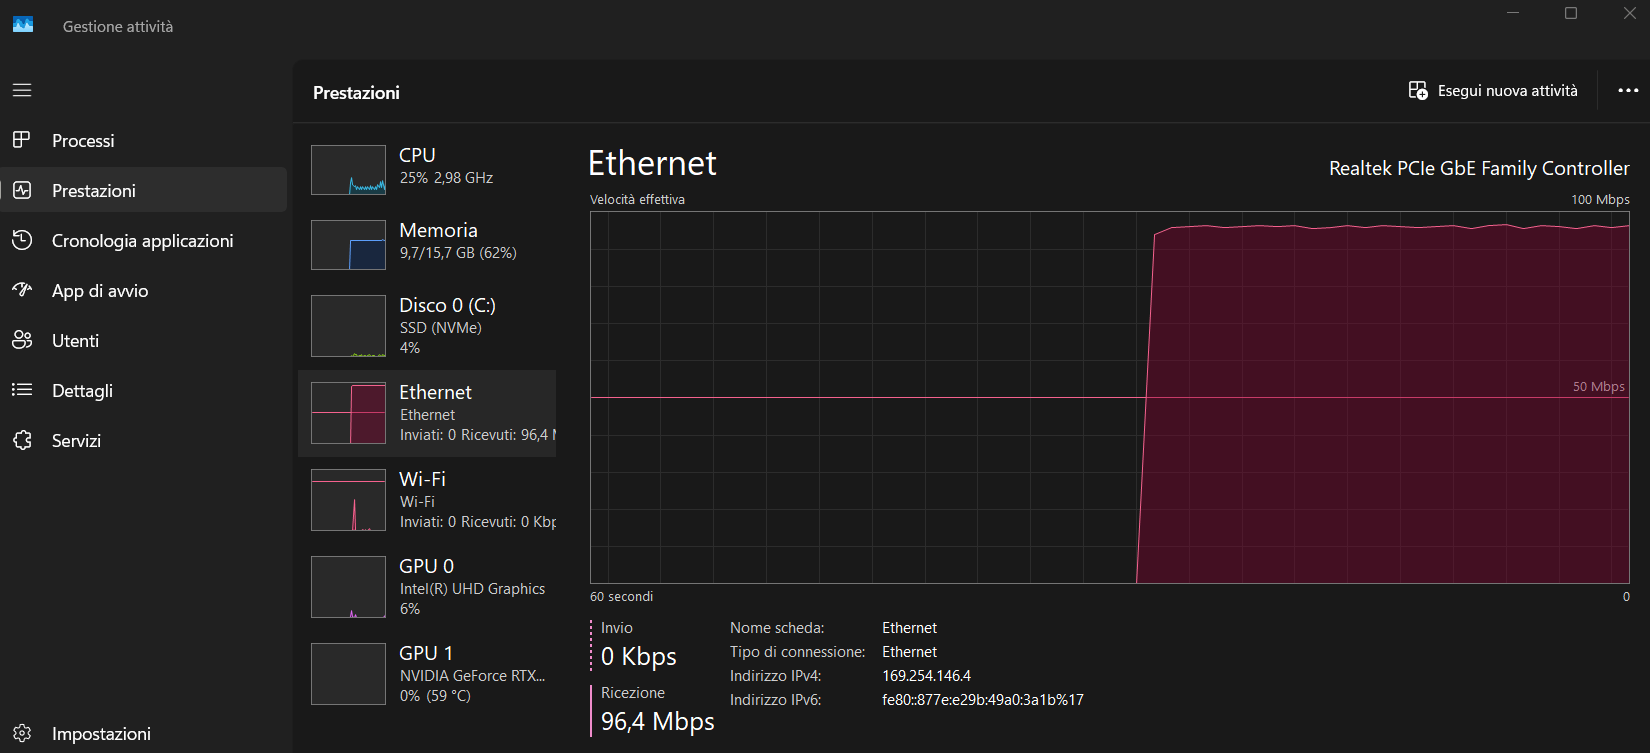 Gestione attività
Prestazioni
Esegui nuova attività
Processi
Prestazioni
Cronologia applicazioni
App di avvio
Utenti
Dettagli
Servizi
Impostazioni
CPU
25% 2,98 GHz
Memoria
9,7/15,7 GB (62%)
Disco 0 (C:)
SSD (NVMe)
4%
Ethernet
Ethernet
Inviati: 0 Ricevuti: 96,4 M
Wi-Fi
Wi-Fi
Inviati: 0 Ricevuti: 0 Kbp
GPU 0
Intel(R) UHD Graphics
6%
GPU 1
NVIDIA GeForce RTX...
0% (59 °C)
Ethernet
Realtek PCIe GbE Family Controller
Velocità effettiva
100 Mbps
50 Mbps
60 secondi
0
Invio
0 Kbps
Ricezione
96,4 Mbps
Nome scheda: Ethernet
Tipo di connessione: Ethernet
Indirizzo IPv4: 169.254.146.4
Indirizzo IPv6: fe80::877e:e29b:49a0:3a1b%17